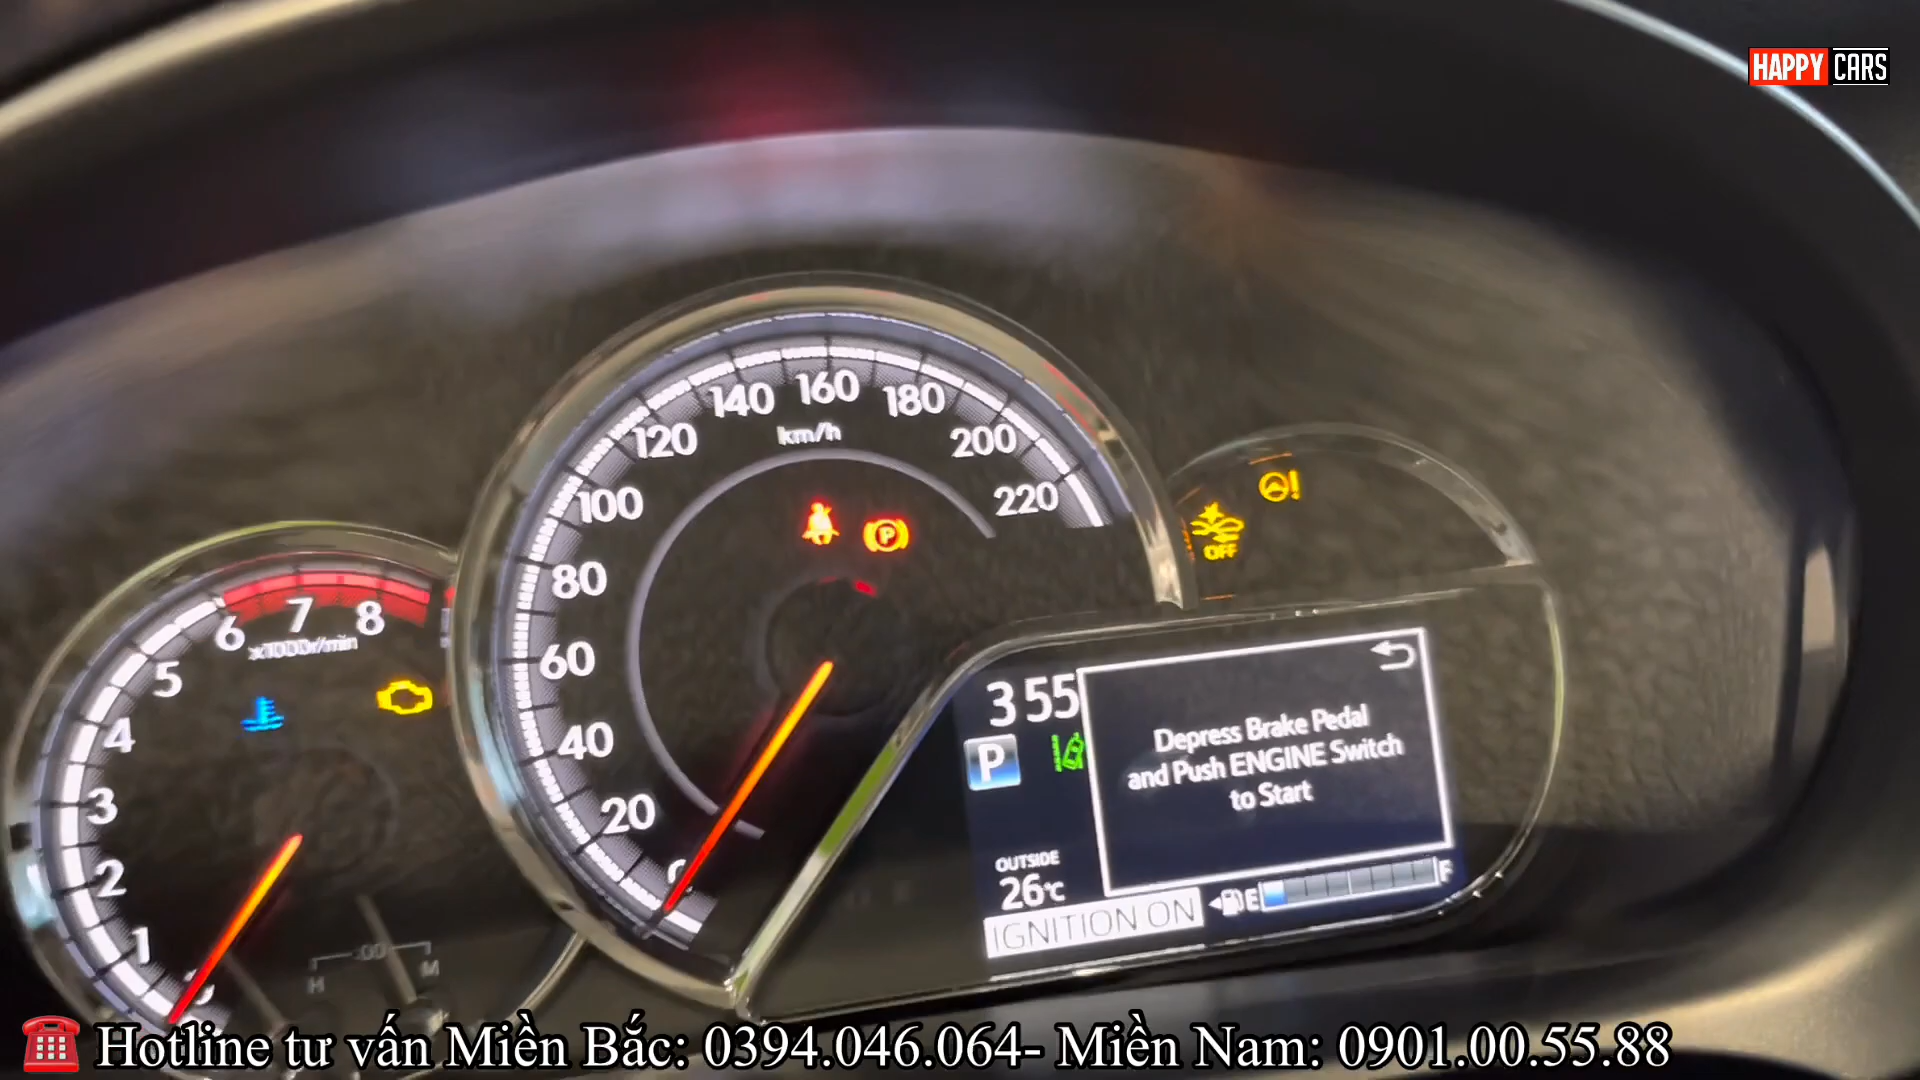 HAPPY CARS
140 160 180
120 km/h 200
100 220
80
60
40
20
0
6 7 8
x1000r/min
5
4
3
2
1
0
P
OFF
3 55
P
Depress Brake Pedal
and Push ENGINE Switch
to Start
OUTSIDE
26°C
IGNITION ON
E F
H M
Hotline tư vấn Miền Bắc: 0394.046.064- Miền Nam: 0901.00.55.88